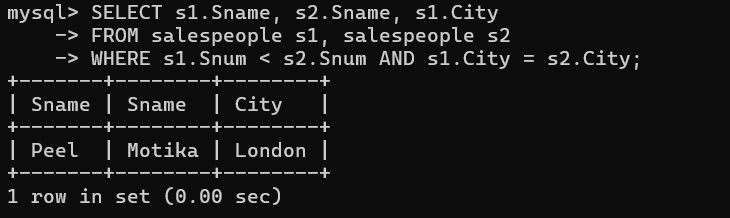 mysql> SELECT s1.Sname, s2.Sname, s1.City
    -> FROM salespeople s1, salespeople s2
    -> WHERE s1.Snum < s2.Snum AND s1.City = s2.City;
+-------+--------+--------+
| Sname | Sname  | City   |
+-------+--------+--------+
| Peel  | Motika | London |
+-------+--------+--------+
1 row in set (0.00 sec)